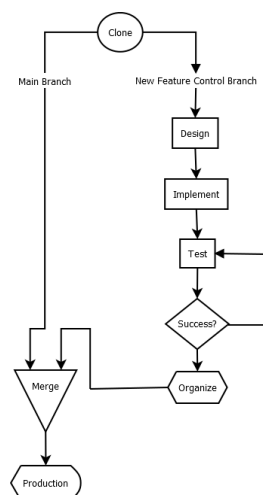 Clone
Main Branch
New Feature Control Branch
Design
Implement
Test
Success?
Merge
Organize
Production